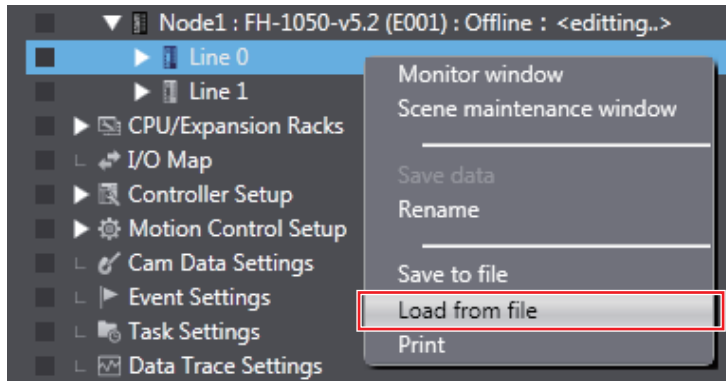 Node1 : FH-1050-v5.2 (E001) : Offline : <editting..>
Line 0
Line 1
CPU/Expansion Racks
I/O Map
Controller Setup
Motion Control Setup
Cam Data Settings
Event Settings
Task Settings
Data Trace Settings
Monitor window
Scene maintenance window
Save data
Rename
Save to file
Load from file
Print